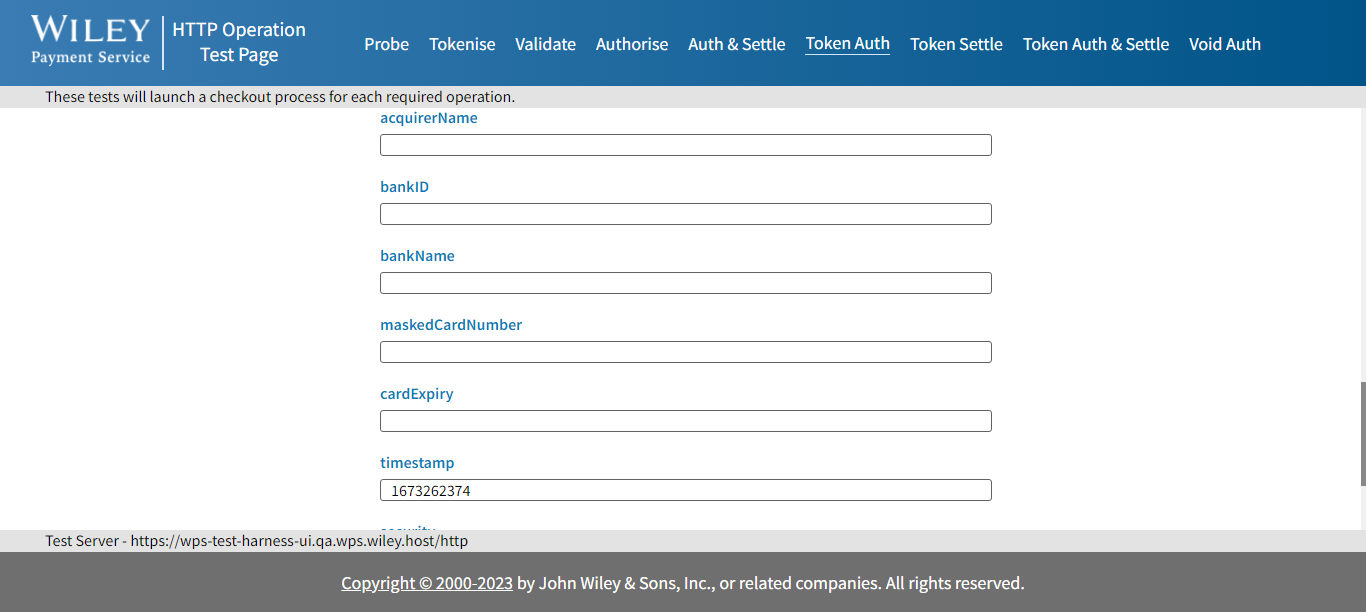 WILEY
Payment Service
HTTP Operation
Test Page
Probe Tokenise Validate Authorise Auth & Settle Token Auth Token Settle Token Auth & Settle Void Auth
These tests will launch a checkout process for each required operation.
acquirerName
bankID
bankName
maskedCardNumber
cardExpiry
timestamp
1673262374
security
Test Server - https://wps-test-harness-ui.qa.wps.wiley.host/http
Copyright © 2000-2023 by John Wiley & Sons, Inc., or related companies. All rights reserved.